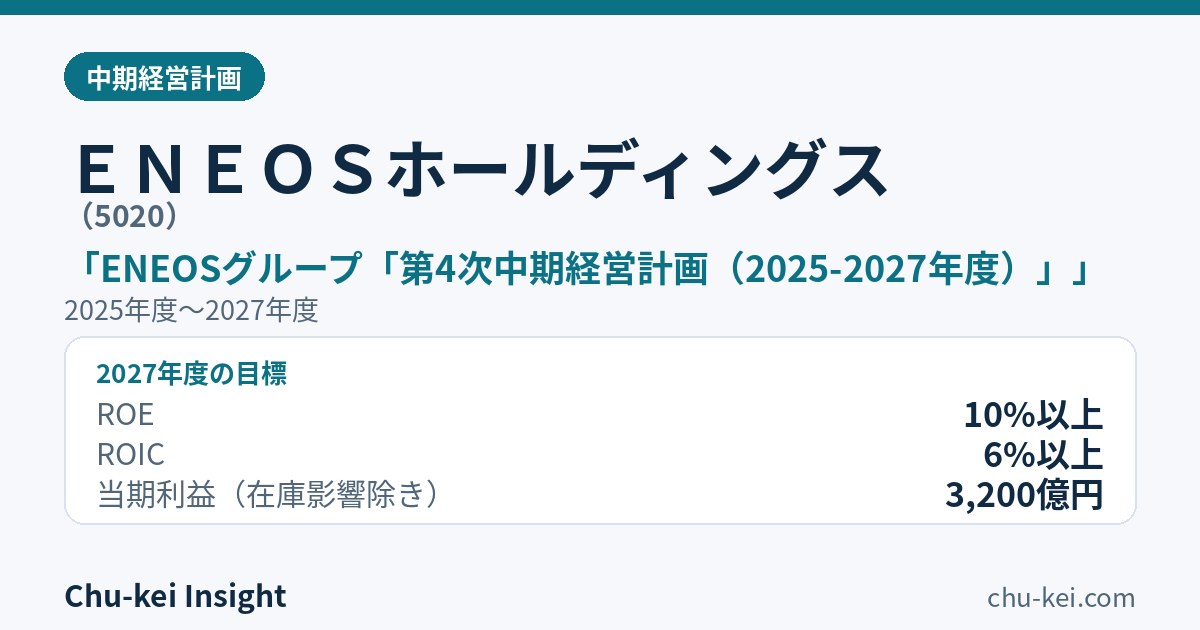 中期経営計画
ＥＮＥＯＳホールディングス
（5020）
「ENEOSグループ「第4次中期経営計画（2025-2027年度）」」
2025年度〜2027年度
2027年度の目標
ROE 10%以上
ROIC 6%以上
当期利益（在庫影響除き） 3,200億円
Chu-kei Insight chu-kei.com